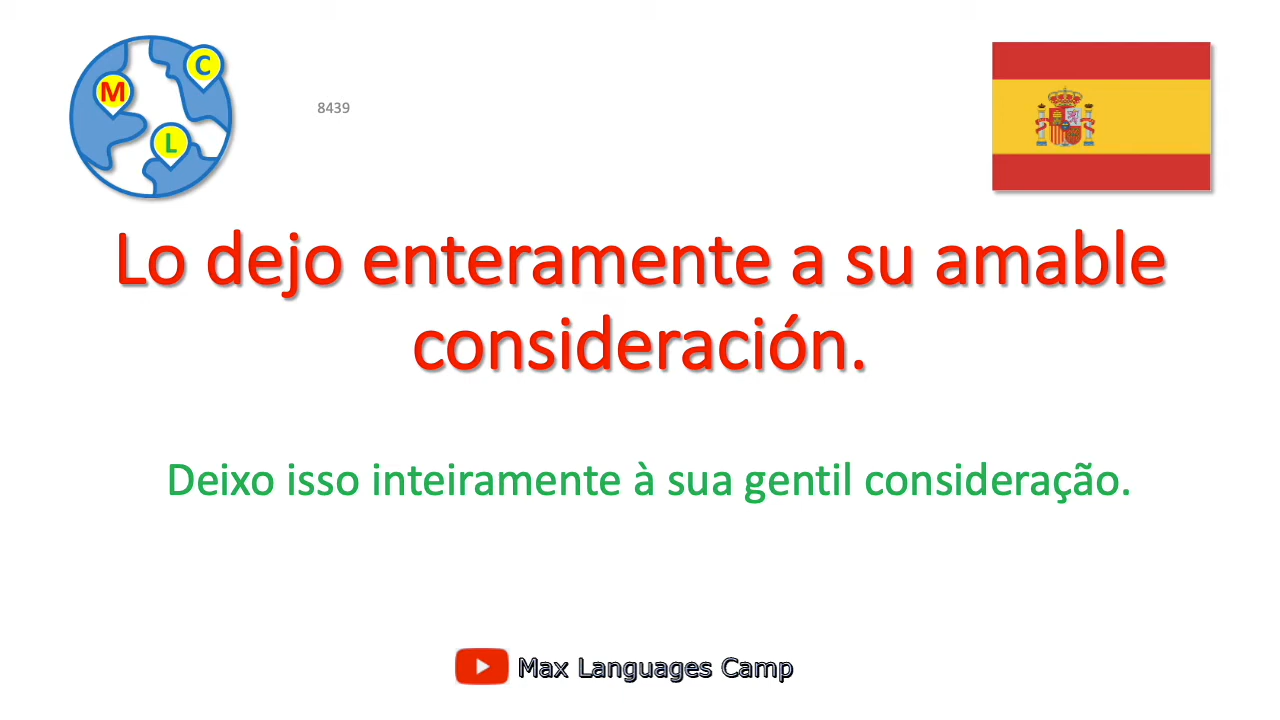 C
M
L
8439
Lo dejo enteramente a su amable
consideración.
Deixo isso inteiramente à sua gentil consideração.
Max Languages Camp